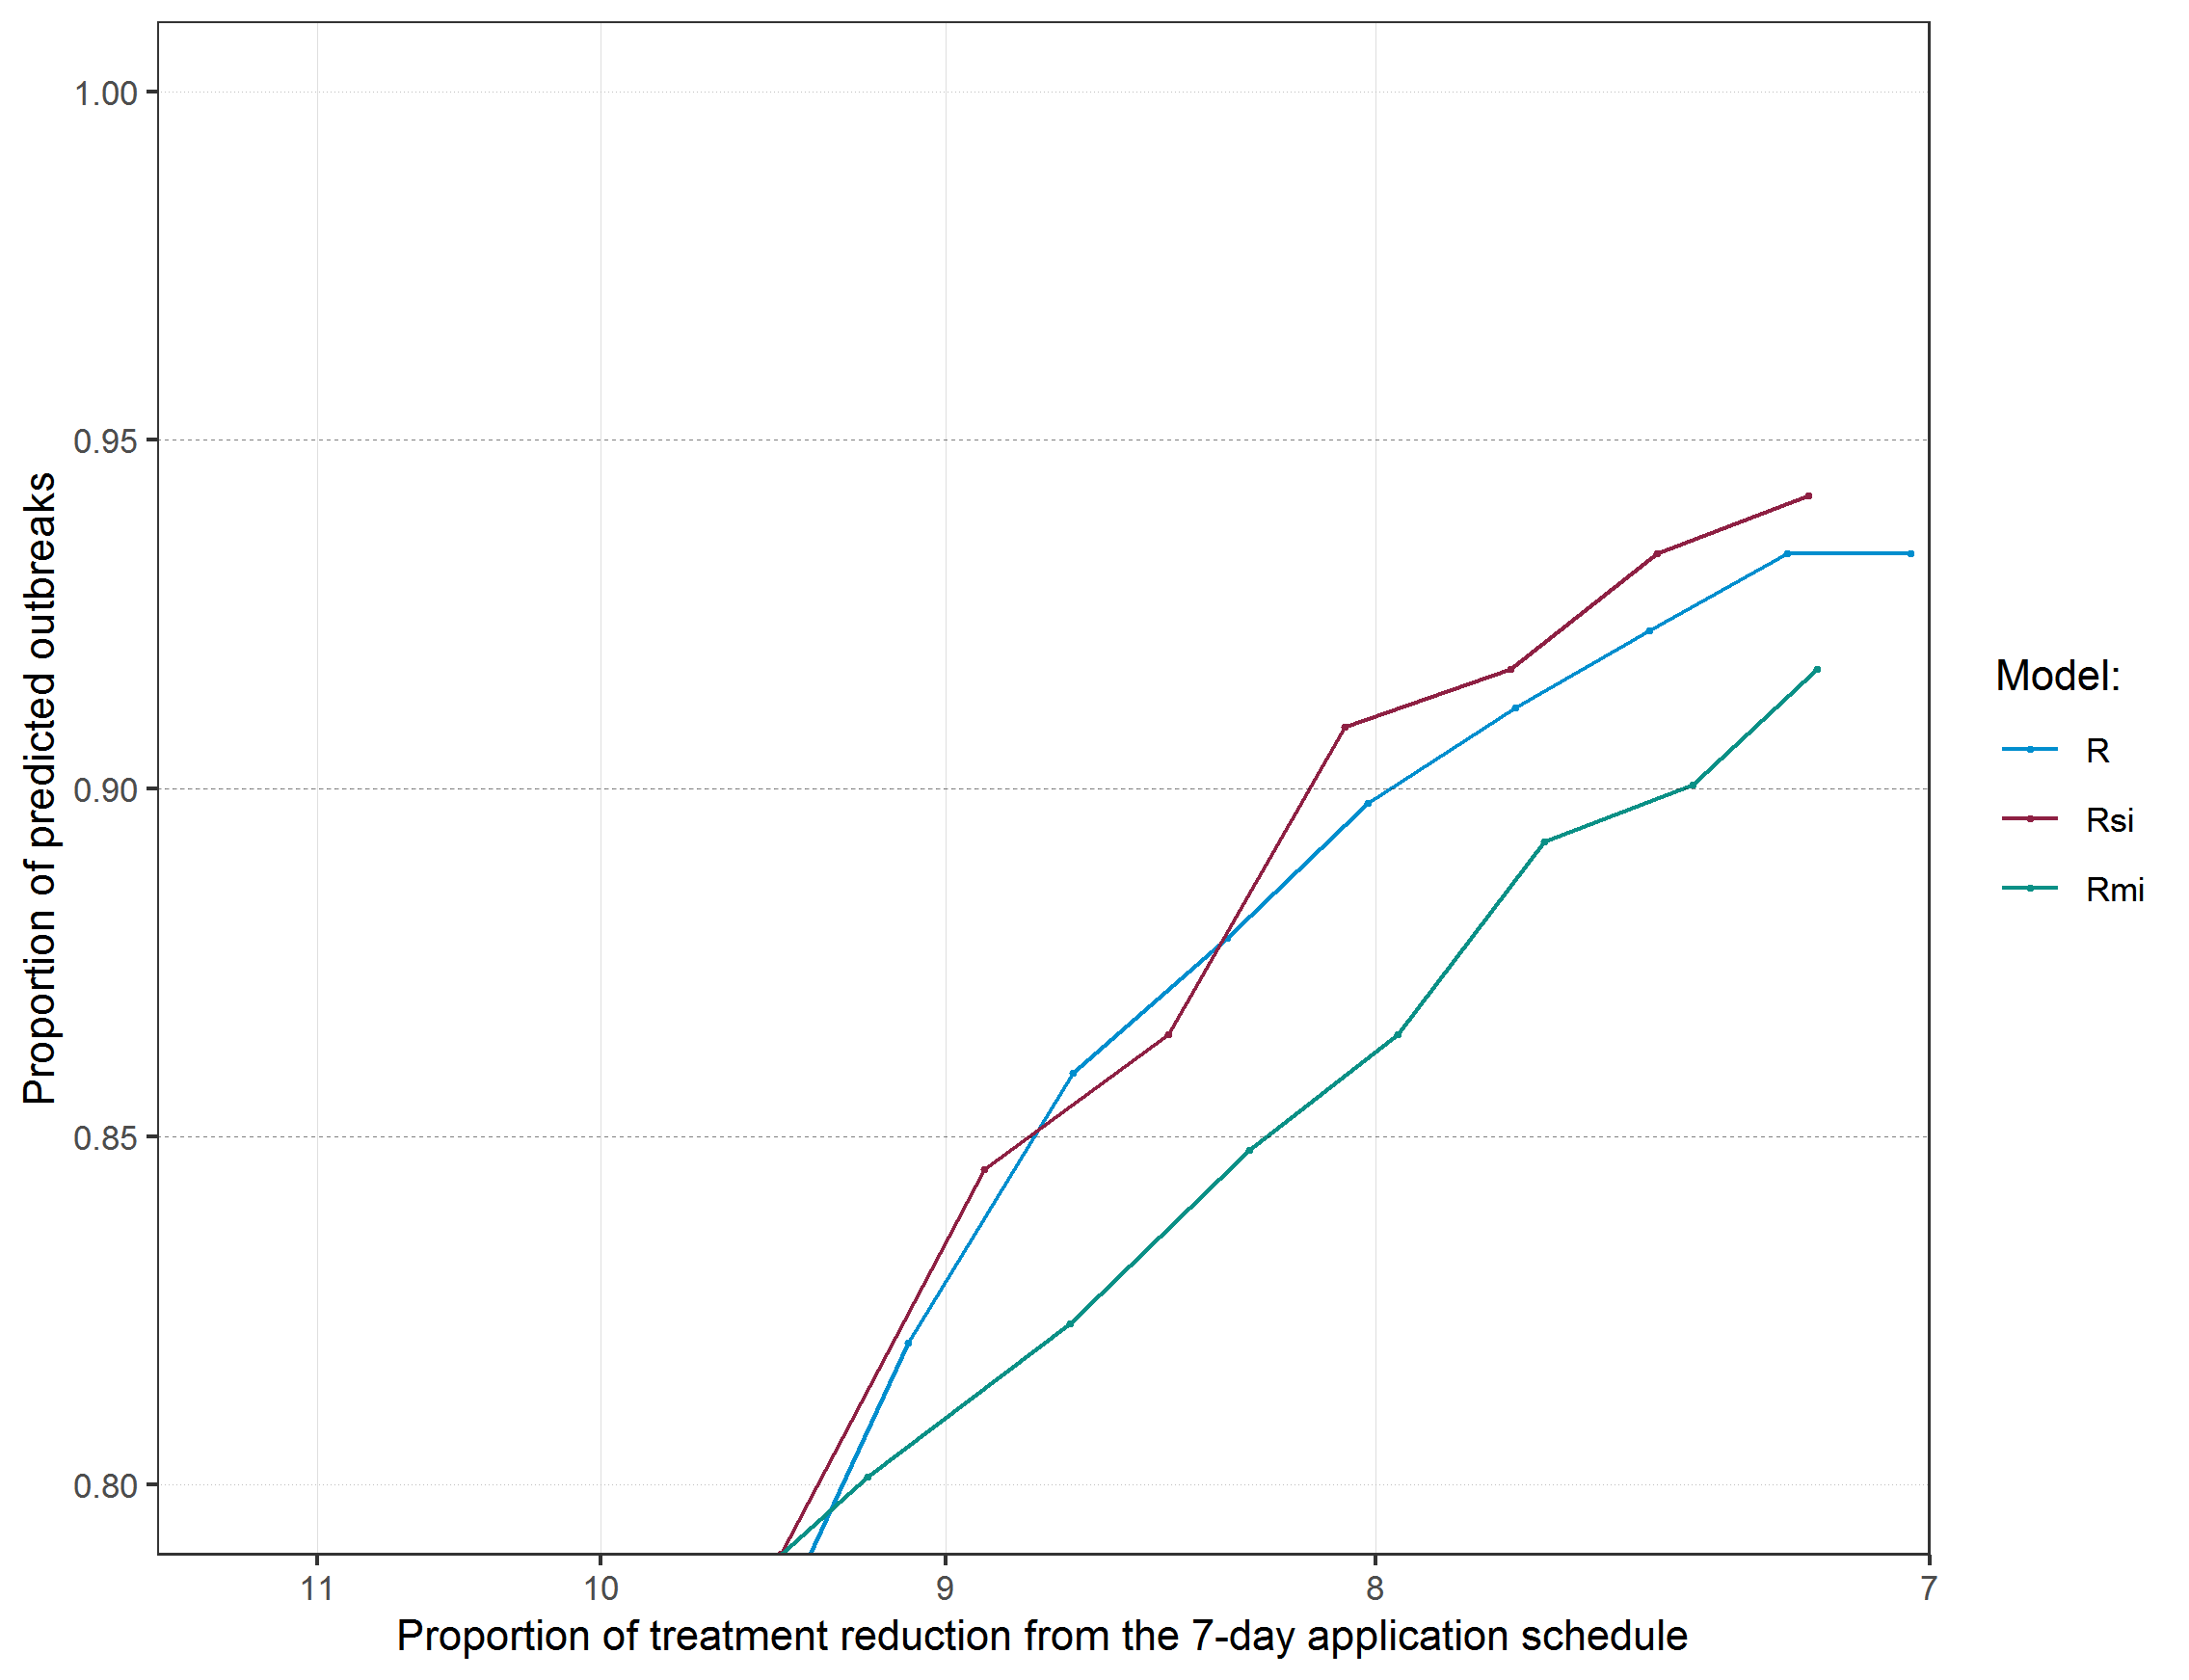 1.00
0.95
0.90
0.85
0.80
Proportion of predicted outbreaks
11 10 9 8 7
Proportion of treatment reduction from the 7-day application schedule
Model:
R
Rsi
Rmi